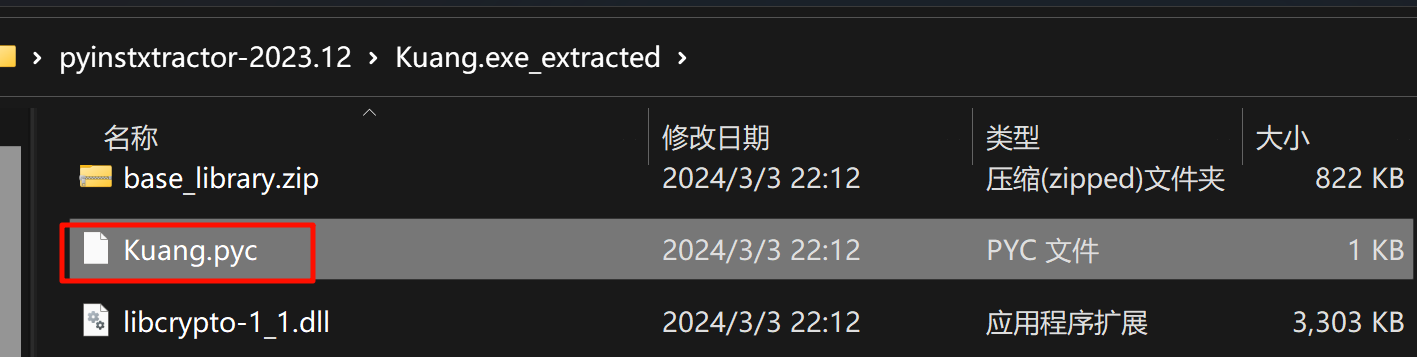 pyinstxtractor-2023.12 › Kuang.exe_extracted ›
名称 修改日期 类型 大小
base_library.zip 2024/3/3 22:12 压缩(zipped)文件夹 822 KB
Kuang.pyc 2024/3/3 22:12 PYC 文件 1 KB
libcrypto-1_1.dll 2024/3/3 22:12 应用程序扩展 3,303 KB